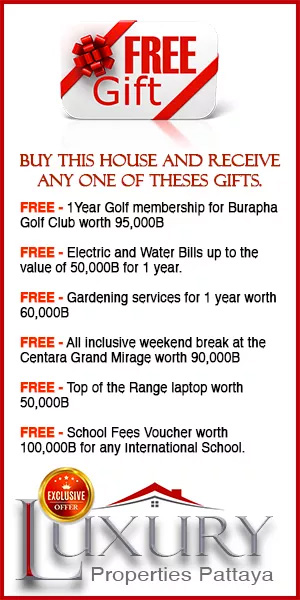 FREE
Gift
BUY THIS HOUSE AND RECEIVE
ANY ONE OF THESES GIFTS.
FREE - 1Year Golf membership for Burapha
Golf Club worth 95,000B
FREE - Electric and Water Bills up to the
value of 50,000B for 1 year.
FREE - Gardening services for 1 year worth
60,000B
FREE - All inclusive weekend break at the
Centara Grand Mirage worth 90,000B
FREE - Top of the Range laptop worth
50,000B
FREE - School Fees Voucher worth
100,000B for any International School.
EXCLUSIVE
OFFER
LUXURY
Properties Pattaya